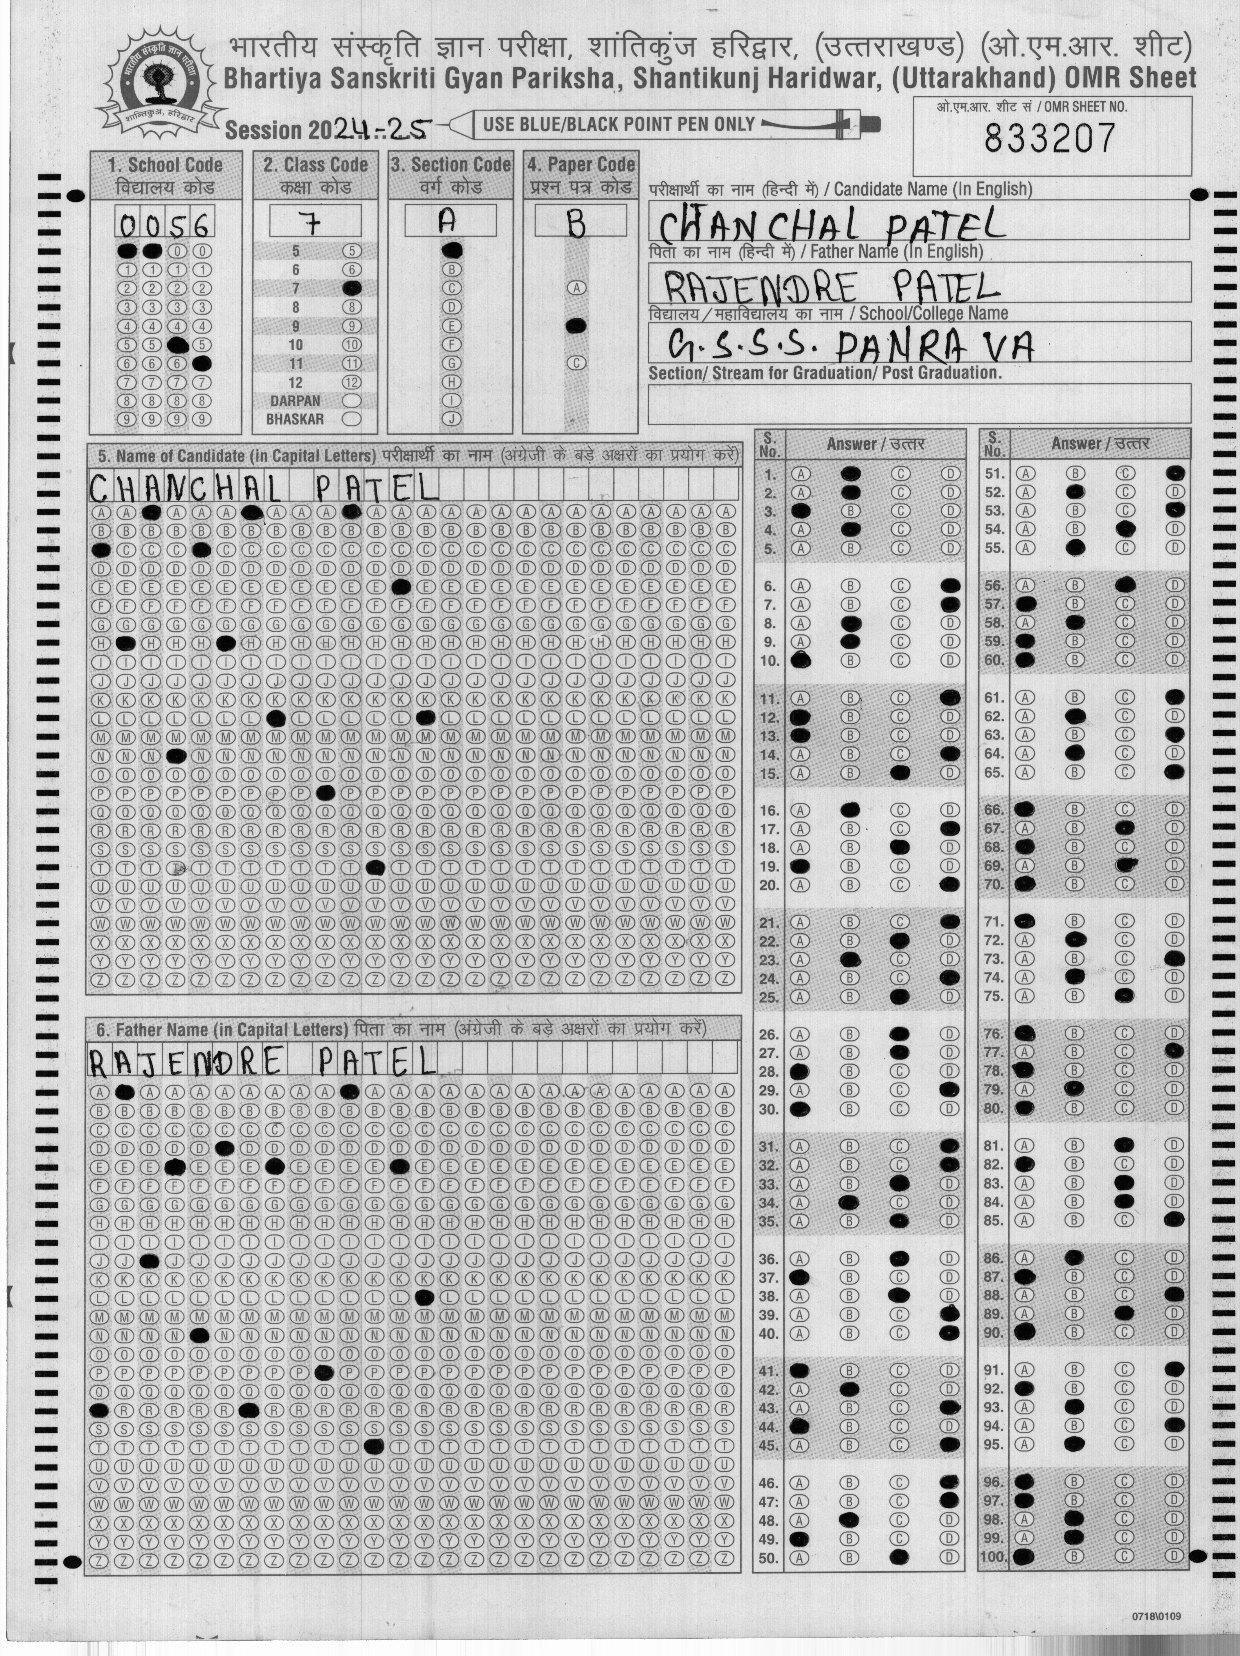 भारतीय संस्कृति ज्ञान परीक्षा, शांतिकुंज हरिद्वार, (उत्तराखण्ड) (ओ.एम.आर. शीट)
Bhartiya Sanskriti Gyan Pariksha, Shantikunj Haridwar, (Uttarakhand) OMR Sheet
Session 2024-25
USE BLUE/BLACK POINT PEN ONLY
ओ.एम.आर. शीट सं / OMR SHEET NO.
833207
1. School Code
विद्यालय कोड
0056
2. Class Code
कक्षा कोड
7
5
6
7
8
9
10
11
12
DARPAN
BHASKAR
3. Section Code
वर्ग कोड
A
4. Paper Code
प्रश्न पत्र कोड
B
परीक्षार्थी का नाम (हिन्दी में) / Candidate Name (In English)
CHANCHAL PATEL
पिता का नाम (हिन्दी में) / Father Name (In English)
RAJENDRE PATEL
विद्यालय/महाविद्यालय का नाम / School/College Name
G.S.S.S. PANRAVA
Section/ Stream for Graduation/ Post Graduation.
5. Name of Candidate (in Capital Letters) परीक्षार्थी का नाम (अंग्रेजी के बड़े अक्षरों का प्रयोग करें)
CHANCHAL PATEL
6. Father Name (in Capital Letters) पिता का नाम (अंग्रेजी के बड़े अक्षरों का प्रयोग करें)
RAJENDRE PATEL
S. No. Answer / उत्तर
S. No. Answer / उत्तर
0718\0109